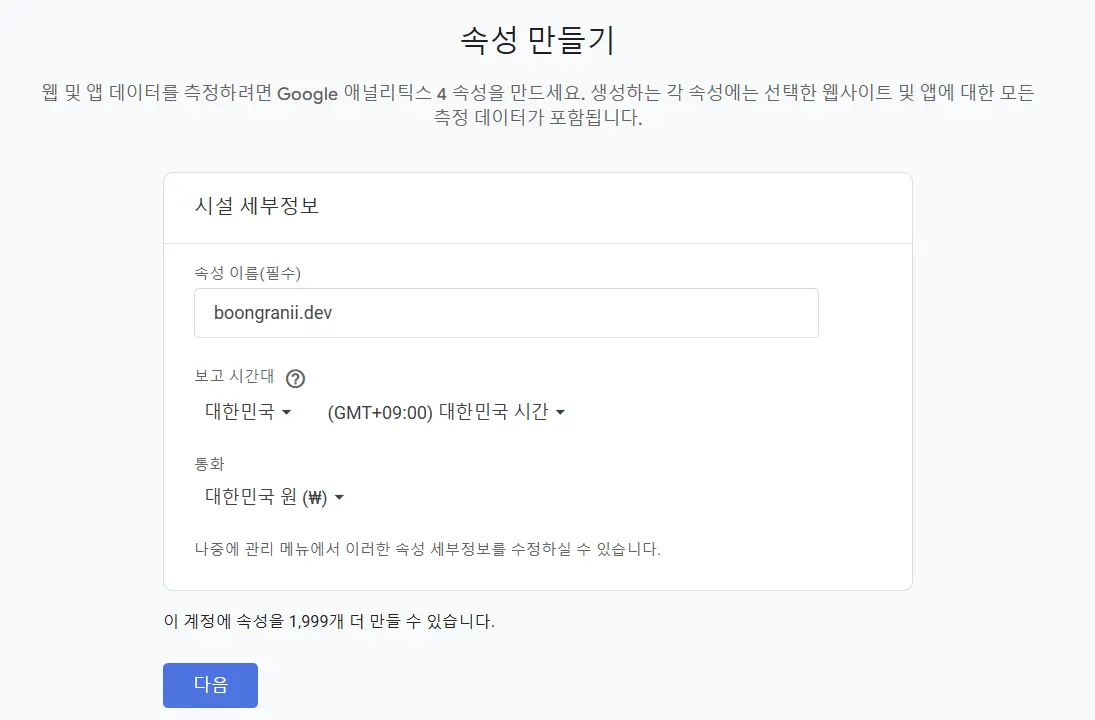 속성 만들기
웹 및 앱 데이터를 측정하려면 Google 애널리틱스 4 속성을 만드세요. 생성하는 각 속성에는 선택한 웹사이트 및 앱에 대한 모든
측정 데이터가 포함됩니다.
시설 세부정보
속성 이름(필수)
boongranii.dev
보고 시간대 ?
대한민국 (GMT+09:00) 대한민국 시간
통화
대한민국 원 (₩)
나중에 관리 메뉴에서 이러한 속성 세부정보를 수정하실 수 있습니다.
이 계정에 속성을 1,999개 더 만들 수 있습니다.
다음